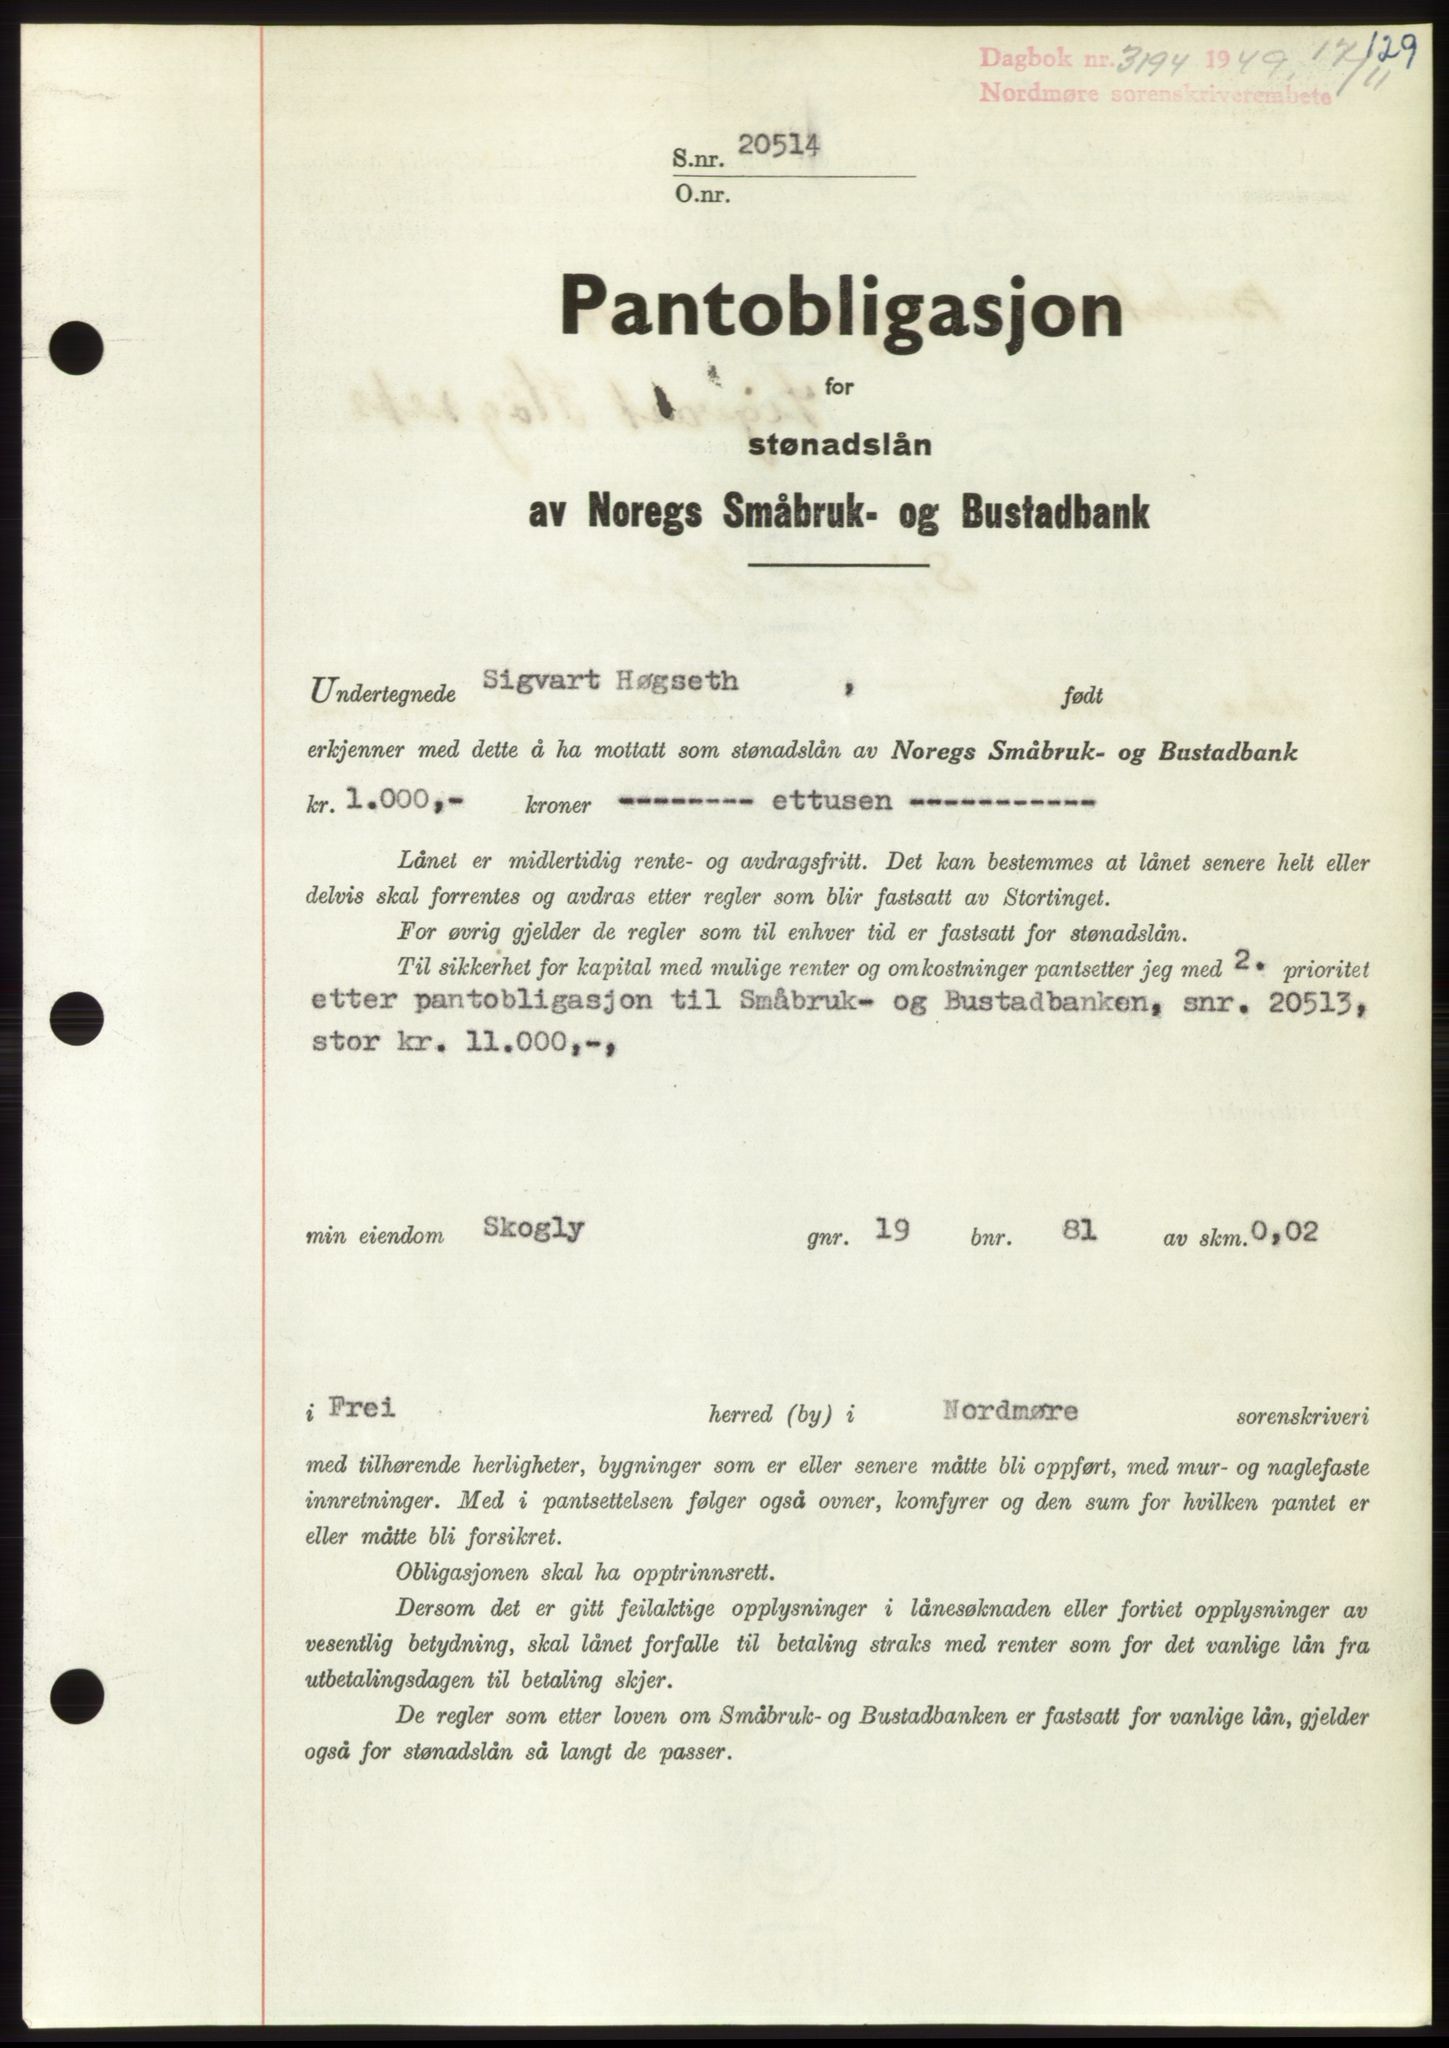 129
Dagbok nr. 3194 1949. 17/11
Nordmøre sorenskriverembete
S.nr. 20514
O.nr.
Pantobligasjon
for
stønadslån
av Noregs Småbruk- og Bustadbank
Undertegnede Sigvart Høgseth , født
erkjenner med dette å ha mottatt som stønadslån av Noregs Småbruk- og Bustadbank
kr. 1.000,- kroner -------- ettusen -----------
Lånet er midlertidig rente- og avdragsfritt. Det kan bestemmes at lånet senere helt eller
delvis skal forrentes og avdras etter regler som blir fastsatt av Stortinget.
For øvrig gjelder de regler som til enhver tid er fastsatt for stønadslån.
Til sikkerhet for kapital med mulige renter og omkostninger pantsetter jeg med 2. prioritet
etter pantobligasjon til Småbruk- og Bustadbanken, snr. 20513,
stor kr. 11.000,-,
min eiendom Skogly gnr. 19 bnr. 81 av skm. 0,02
i Frei herred (by) i Nordmøre sorenskriveri
med tilhørende herligheter, bygninger som er eller senere måtte bli oppført, med mur- og naglefaste
innretninger. Med i pantsettelsen følger også ovner, komfyrer og den sum for hvilken pantet er
eller måtte bli forsikret.
Obligasjonen skal ha opptrinnsrett.
Dersom det er gitt feilaktige opplysninger i lånesøknaden eller fortiet opplysninger av
vesentlig betydning, skal lånet forfalle til betaling straks med renter som for det vanlige lån fra
utbetalingsdagen til betaling skjer.
De regler som etter loven om Småbruk- og Bustadbanken er fastsatt for vanlige lån, gjelder
også for stønadslån så langt de passer.